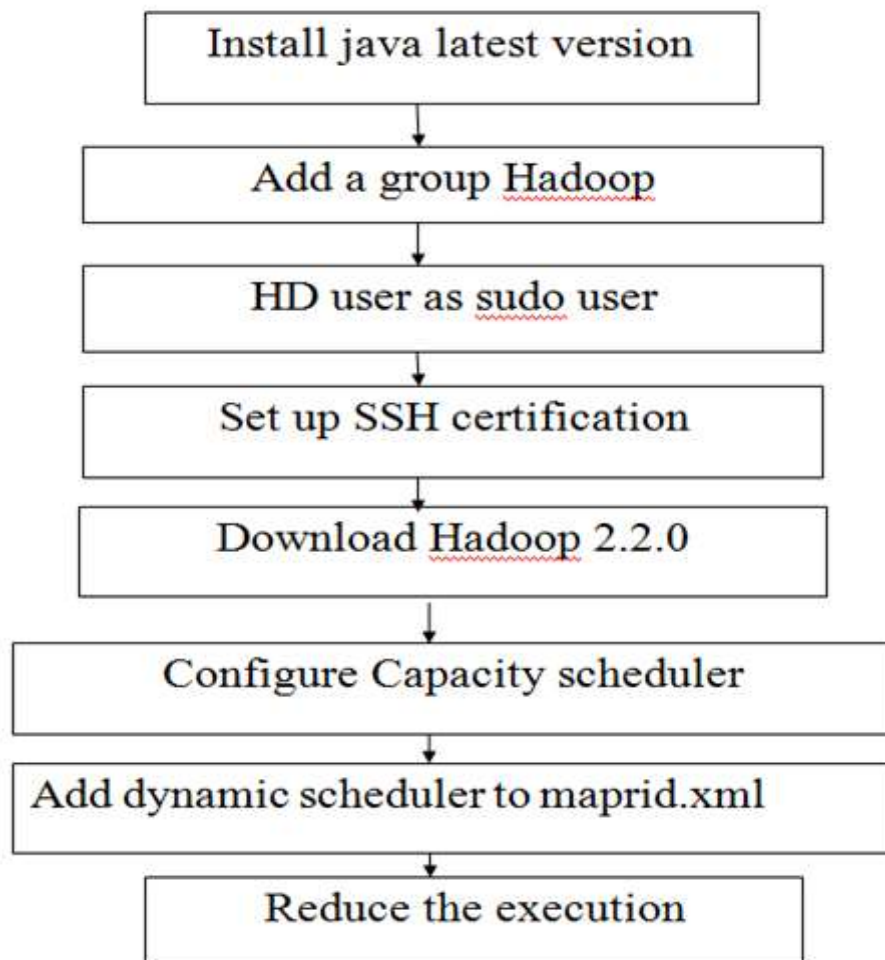 Install java latest version
Add a group Hadoop
HD user as sudo user
Set up SSH certification
Download Hadoop 2.2.0
Configure Capacity scheduler
Add dynamic scheduler to maprid.xml
Reduce the execution